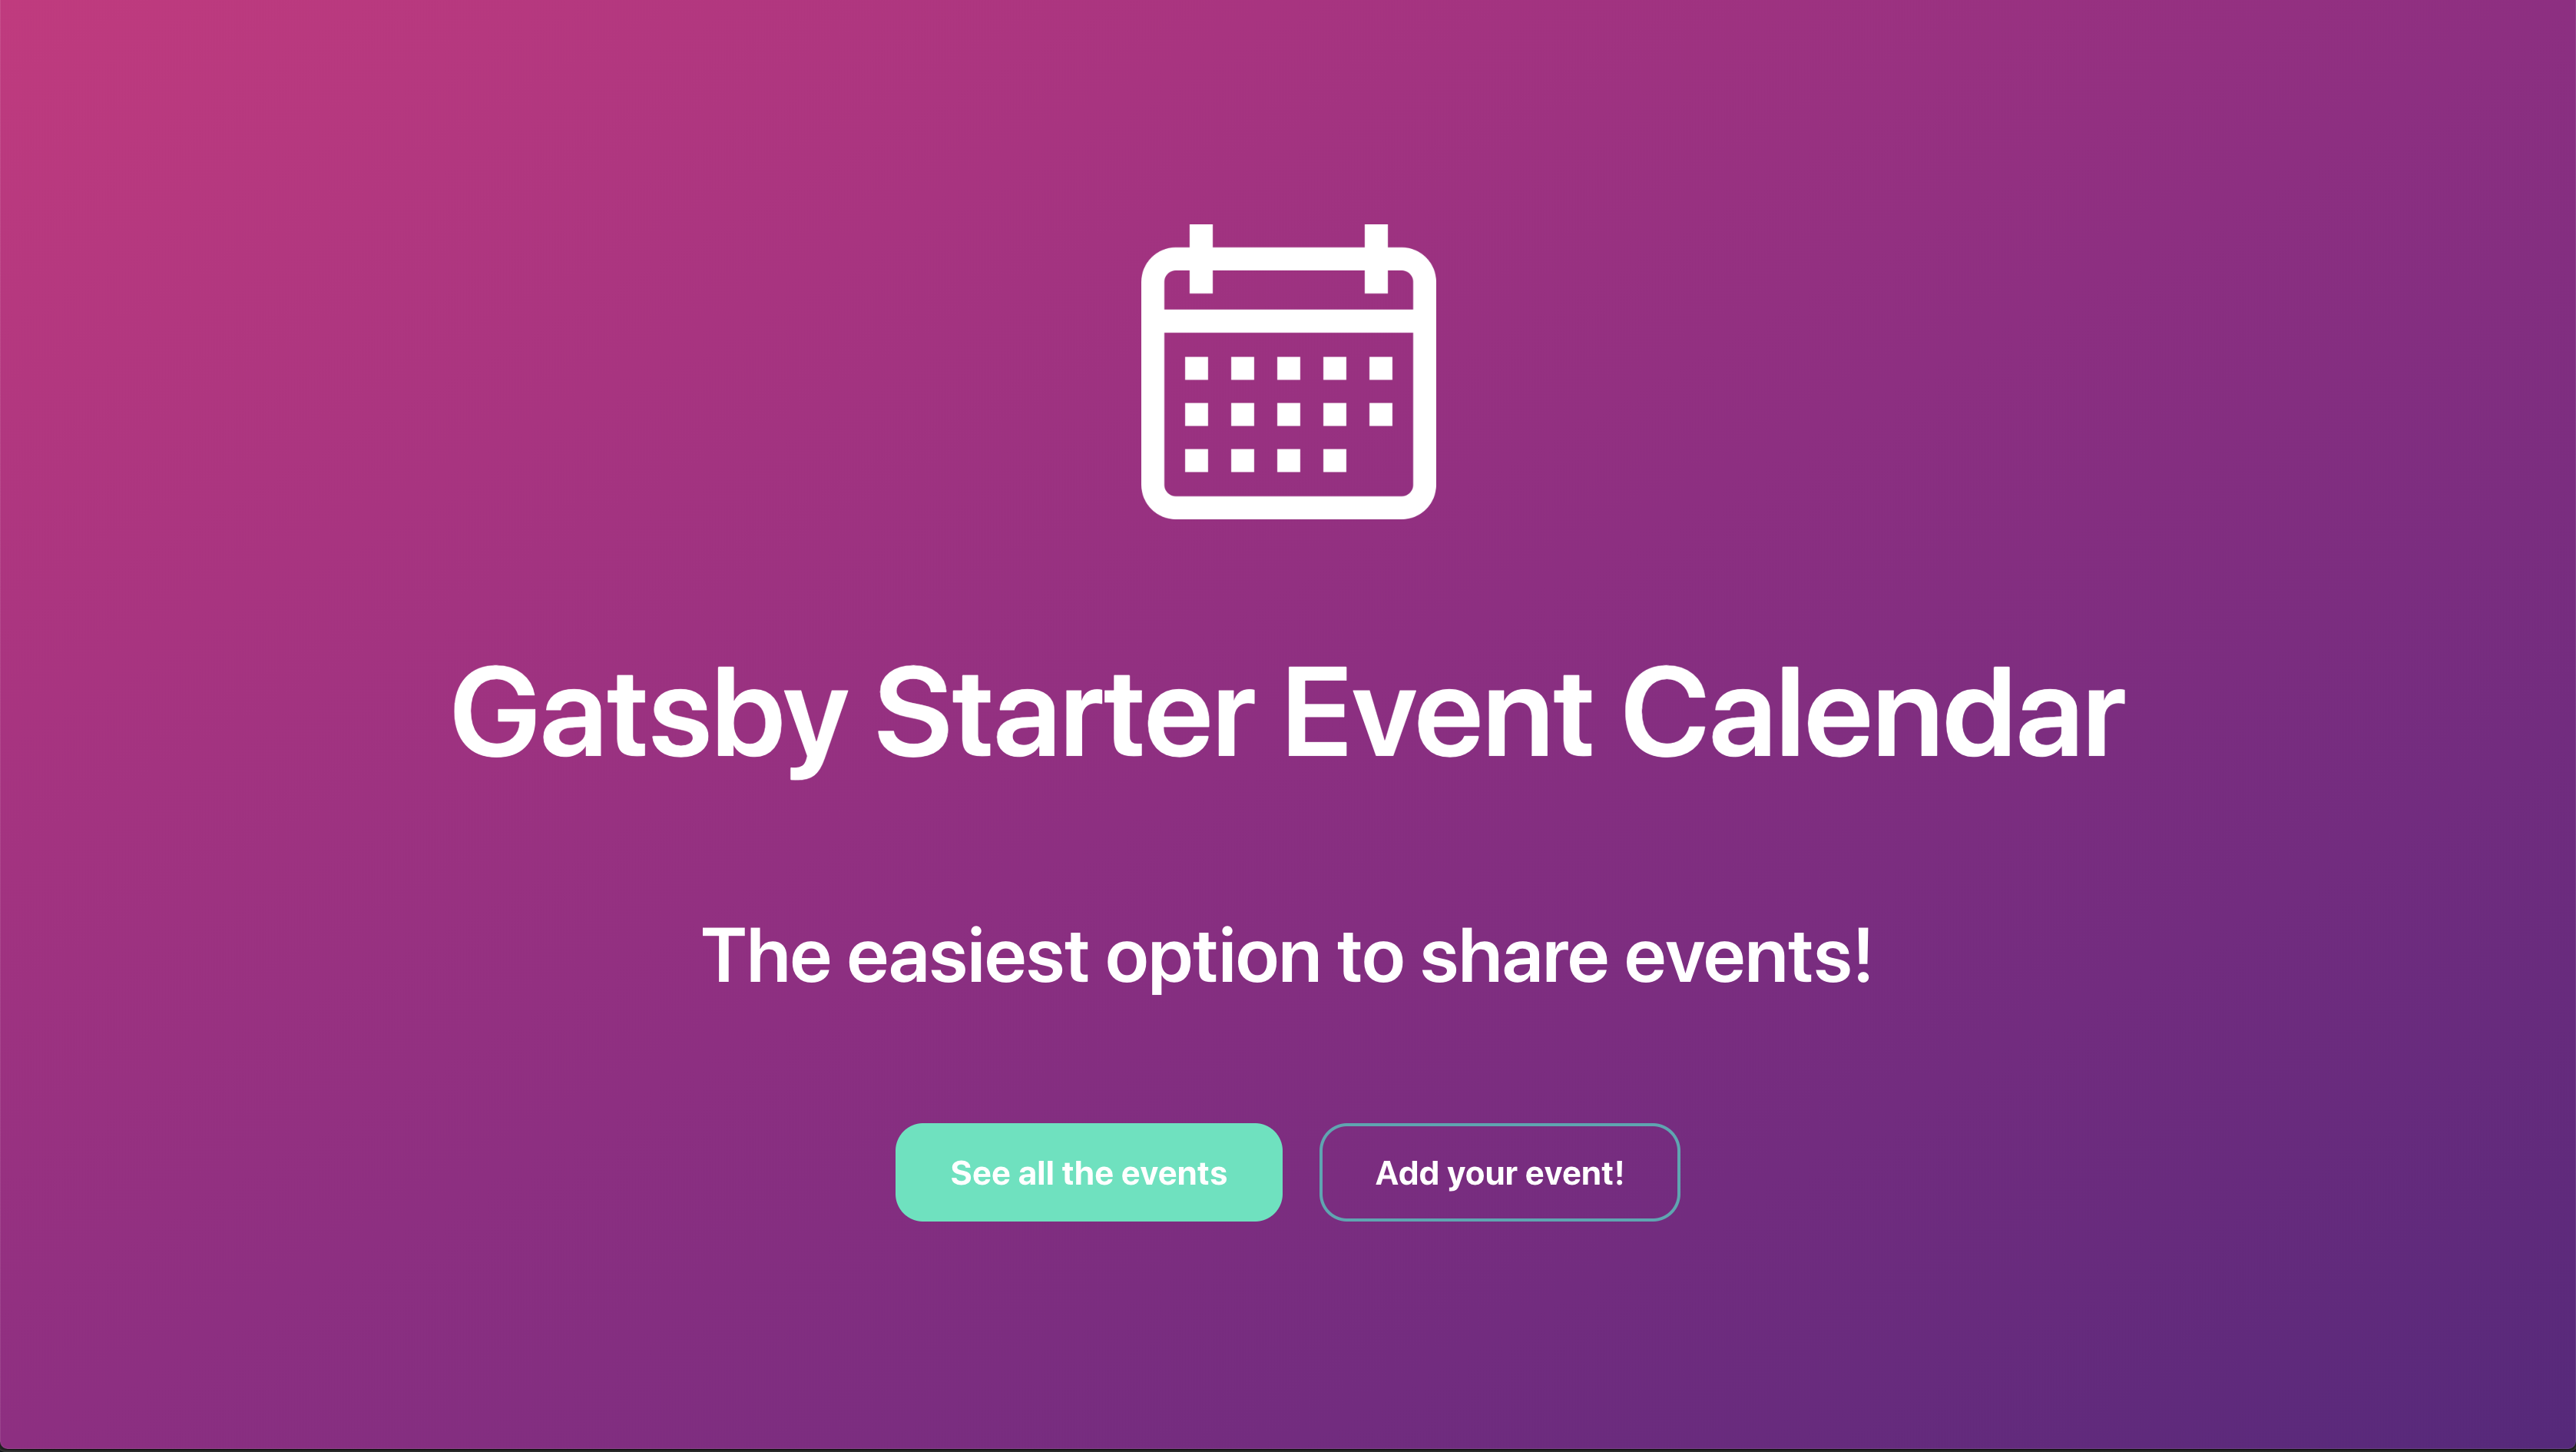 Gatsby Starter Event Calendar
The easiest option to share events!
See all the events
Add your event!